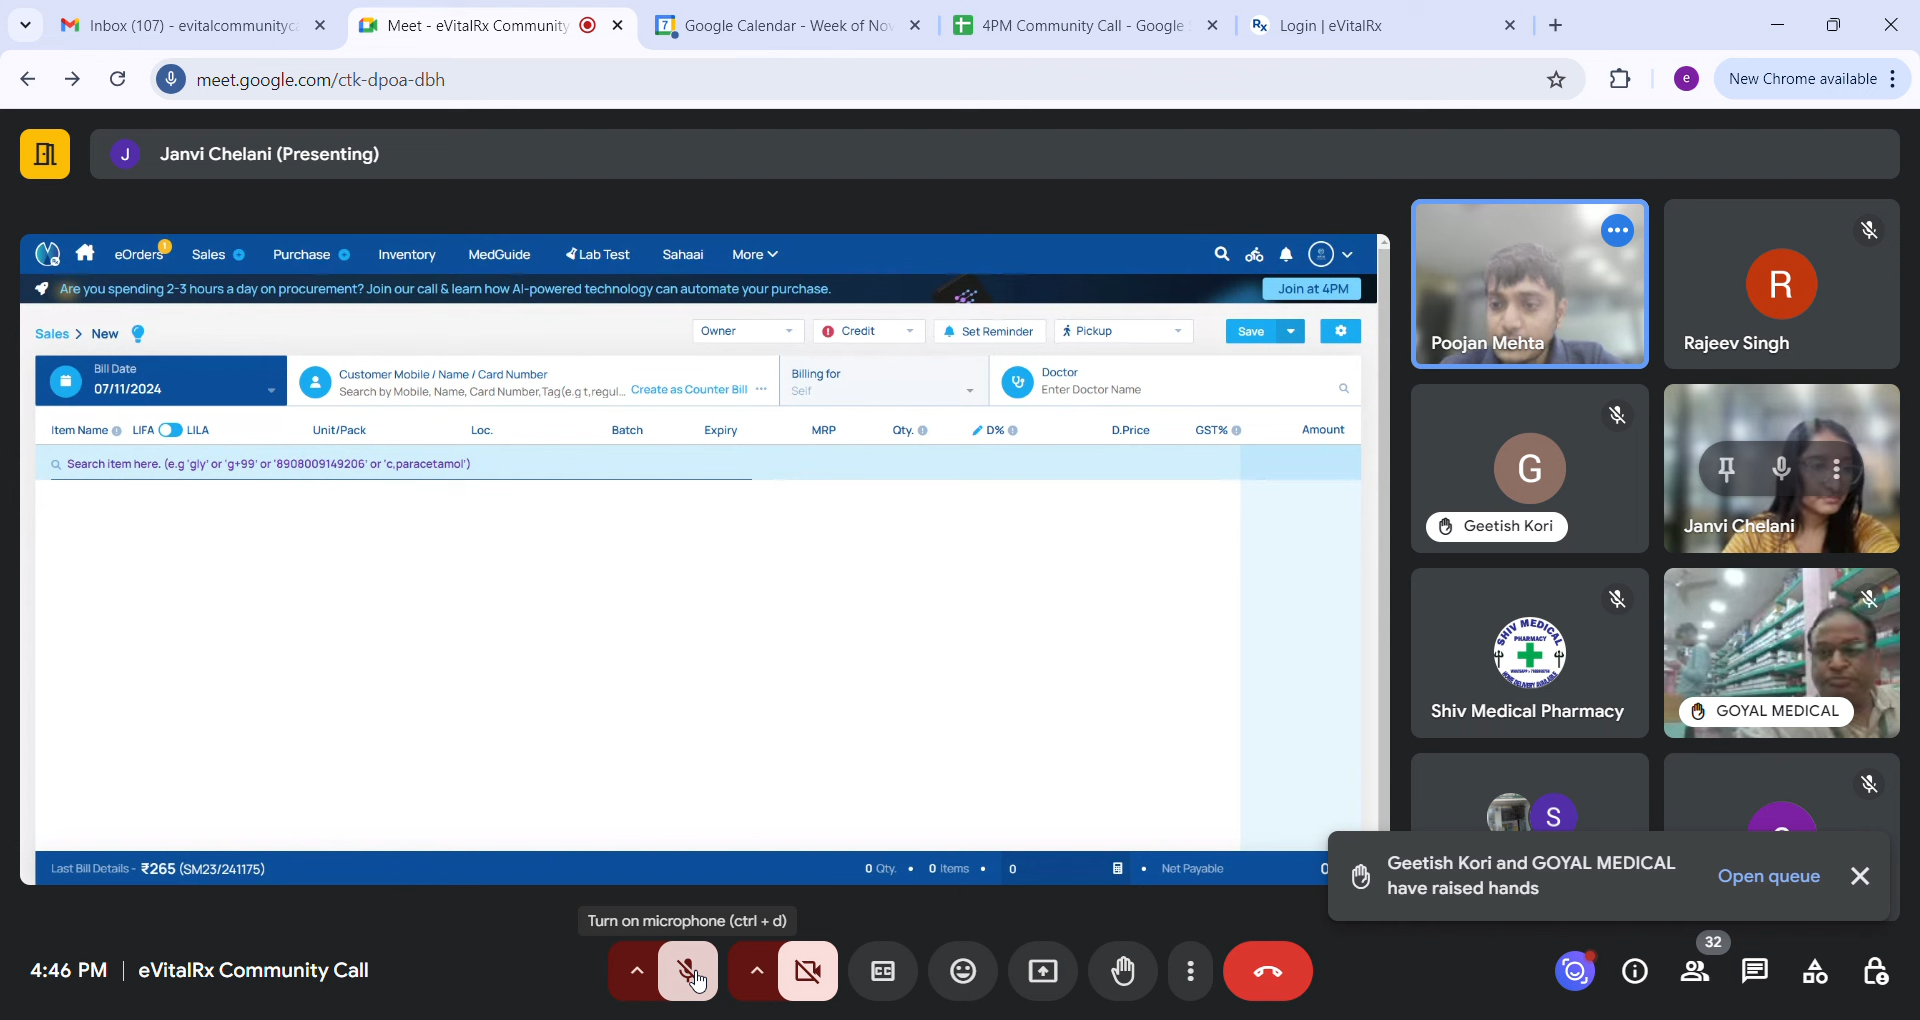 Inbox (107) - evitalcommunityca
Meet - eVitalRx Community
Google Calendar - Week of Nov
4PM Community Call - Google S
Rx
Login | eVitalRx
meet.google.com/ctk-dpoa-dbh
e
New Chrome available
J
Janvi Chelani (Presenting)
eOrders
1
Sales
Purchase
Inventory
MedGuide
Lab Test
Sahaai
More
Are you spending 2-3 hours a day on procurement? Join our call & learn how AI-powered technology can automate your purchase.
Join at 4PM
Sales > New
Owner
Credit
Set Reminder
Pickup
Save
Bill Date
07/11/2024
Customer Mobile / Name / Card Number
Search by Mobile, Name, Card Number,Tag(e.g t,regul...
Create as Counter Bill
Billing for
Self
Doctor
Enter Doctor Name
Item Name
LIFA
LILA
Unit/Pack
Loc.
Batch
Expiry
MRP
Qty.
D%
D.Price
GST%
Amount
Search item here. (e.g 'gly' or 'g+99' or '8908009149206' or 'c,paracetamol')
Last Bill Details - ₹265 (SM23/241175)
0 Qty.
0 Items
0
Net Payable
0
Poojan Mehta
R
Rajeev Singh
G
Geetish Kori
Janvi Chelani
SHIV MEDICAL
PHARMACY
Shiv Medical Pharmacy
GOYAL MEDICAL
S
Geetish Kori and GOYAL MEDICAL
have raised hands
Open queue
Turn on microphone (ctrl + d)
4:46 PM | eVitalRx Community Call
CC
32